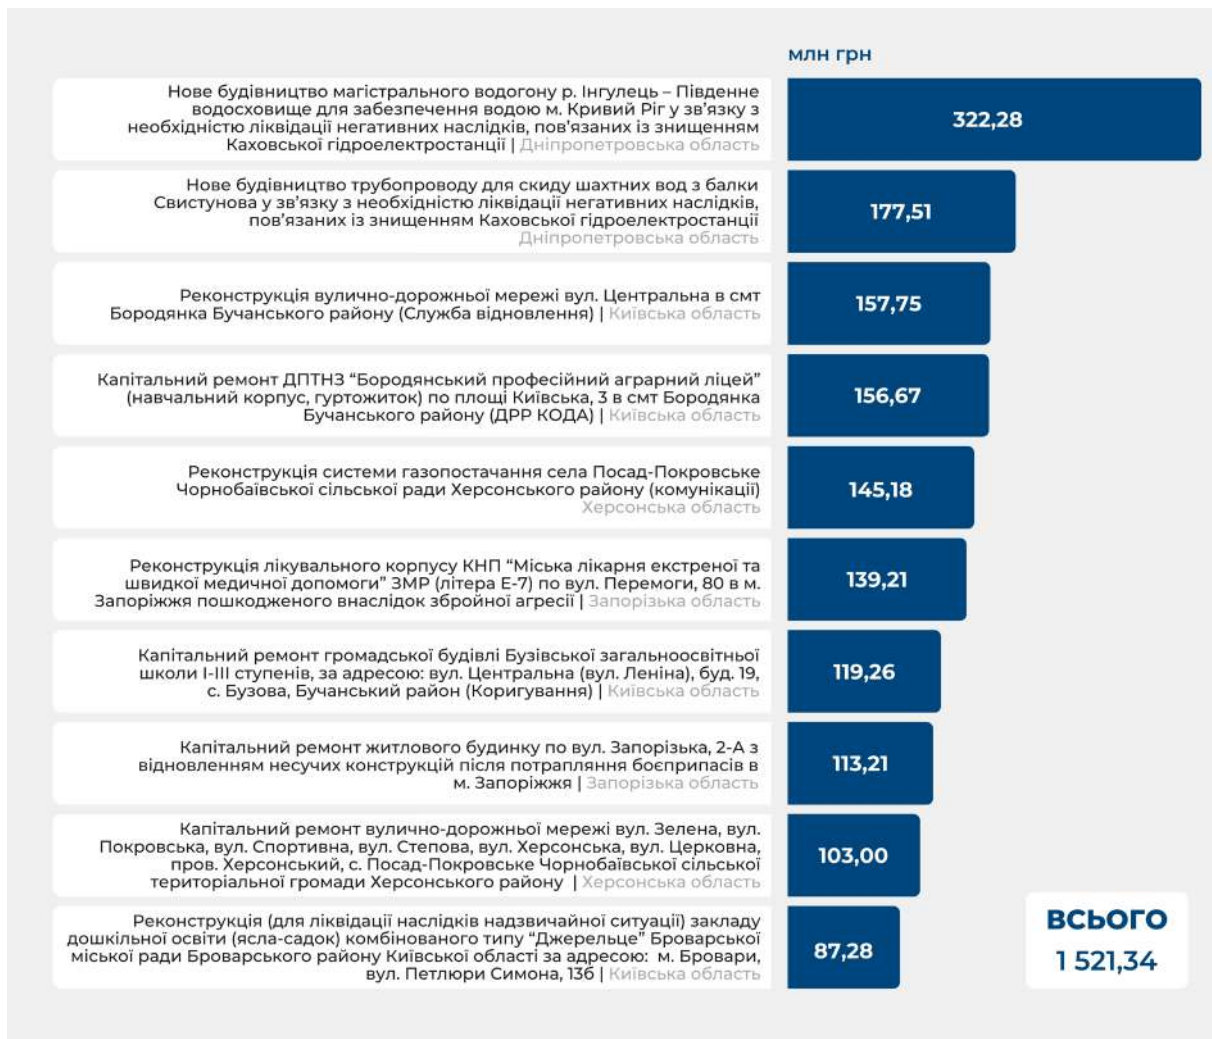 млн грн
Нове будівництво магістрального водогону р. Інгулець – Південне
водосховище для забезпечення водою м. Кривий Ріг у зв’язку з
необхідністю ліквідації негативних наслідків, пов’язаних із знищенням
Каховської гідроелектростанції | Дніпропетровська область
322,28
Нове будівництво трубопроводу для скиду шахтних вод з балки
Свистунова у зв’язку з необхідністю ліквідації негативних наслідків,
пов’язаних із знищенням Каховської гідроелектростанції
Дніпропетровська область
177,51
Реконструкція вулично-дорожньої мережі вул. Центральна в смт
Бородянка Бучанського району (Служба відновлення) | Київська область
157,75
Капітальний ремонт ДПТНЗ “Бородянський професійний аграрний ліцей”
(навчальний корпус, гуртожиток) по площі Київська, 3 в смт Бородянка
Бучанського району (ДРР КОДА) | Київська область
156,67
Реконструкція системи газопостачання села Посад-Покровське
Чорнобаївської сільської ради Херсонського району (комунікації)
Херсонська область
145,18
Реконструкція лікувального корпусу КНП “Міська лікарня екстреної та
швидкої медичної допомоги” ЗМР (літера Е-7) по вул. Перемоги, 80 в м.
Запоріжжя пошкодженого внаслідок збройної агресії | Запорізька область
139,21
Капітальний ремонт громадської будівлі Бузівської загальноосвітньої
школи І-ІІІ ступенів, за адресою: вул. Центральна (вул. Леніна), буд. 19,
с. Бузова, Бучанський район (Коригування) | Київська область
119,26
Капітальний ремонт житлового будинку по вул. Запорізька, 2-А з
відновленням несучих конструкцій після потрапляння боєприпасів в
м. Запоріжжя | Запорізька область
113,21
Капітальний ремонт вулично-дорожньої мережі вул. Зелена, вул.
Покровська, вул. Спортивна, вул. Степова, вул. Херсонська, вул. Церковна,
пров. Херсонський, с. Посад-Покровське Чорнобаївської сільської
територіальної громади Херсонського району | Херсонська область
103,00
Реконструкція (для ліквідації наслідків надзвичайної ситуації) закладу
дошкільної освіти (ясла-садок) комбінованого типу “Джерельце” Броварської
міської ради Броварського району Київської області за адресою: м. Бровари,
вул. Петлюри Симона, 13б | Київська область
87,28
ВСЬОГО
1 521,34